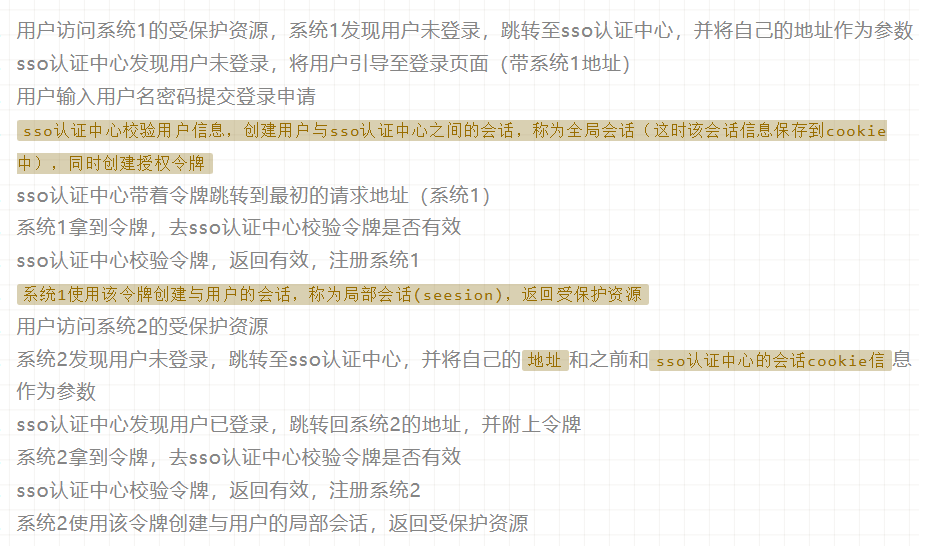 用户访问系统1的受保护资源，系统1发现用户未登录，跳转至sso认证中心，并将自己的地址作为参数
sso认证中心发现用户未登录，将用户引导至登录页面（带系统1地址）
用户输入用户名密码提交登录申请
sso认证中心校验用户信息，创建用户与sso认证中心之间的会话，称为全局会话（这时该会话信息保存到cookie
中），同时创建授权令牌
sso认证中心带着令牌跳转到最初的请求地址（系统1）
系统1拿到令牌，去sso认证中心校验令牌是否有效
sso认证中心校验令牌，返回有效，注册系统1
系统1使用该令牌创建与用户的会话，称为局部会话(seesion)，返回受保护资源
用户访问系统2的受保护资源
系统2发现用户未登录，跳转至sso认证中心，并将自己的地址和之前和sso认证中心的会话cookie信息
作为参数
sso认证中心发现用户已登录，跳转回系统2的地址，并附上令牌
系统2拿到令牌，去sso认证中心校验令牌是否有效
sso认证中心校验令牌，返回有效，注册系统2
系统2使用该令牌创建与用户的局部会话，返回受保护资源